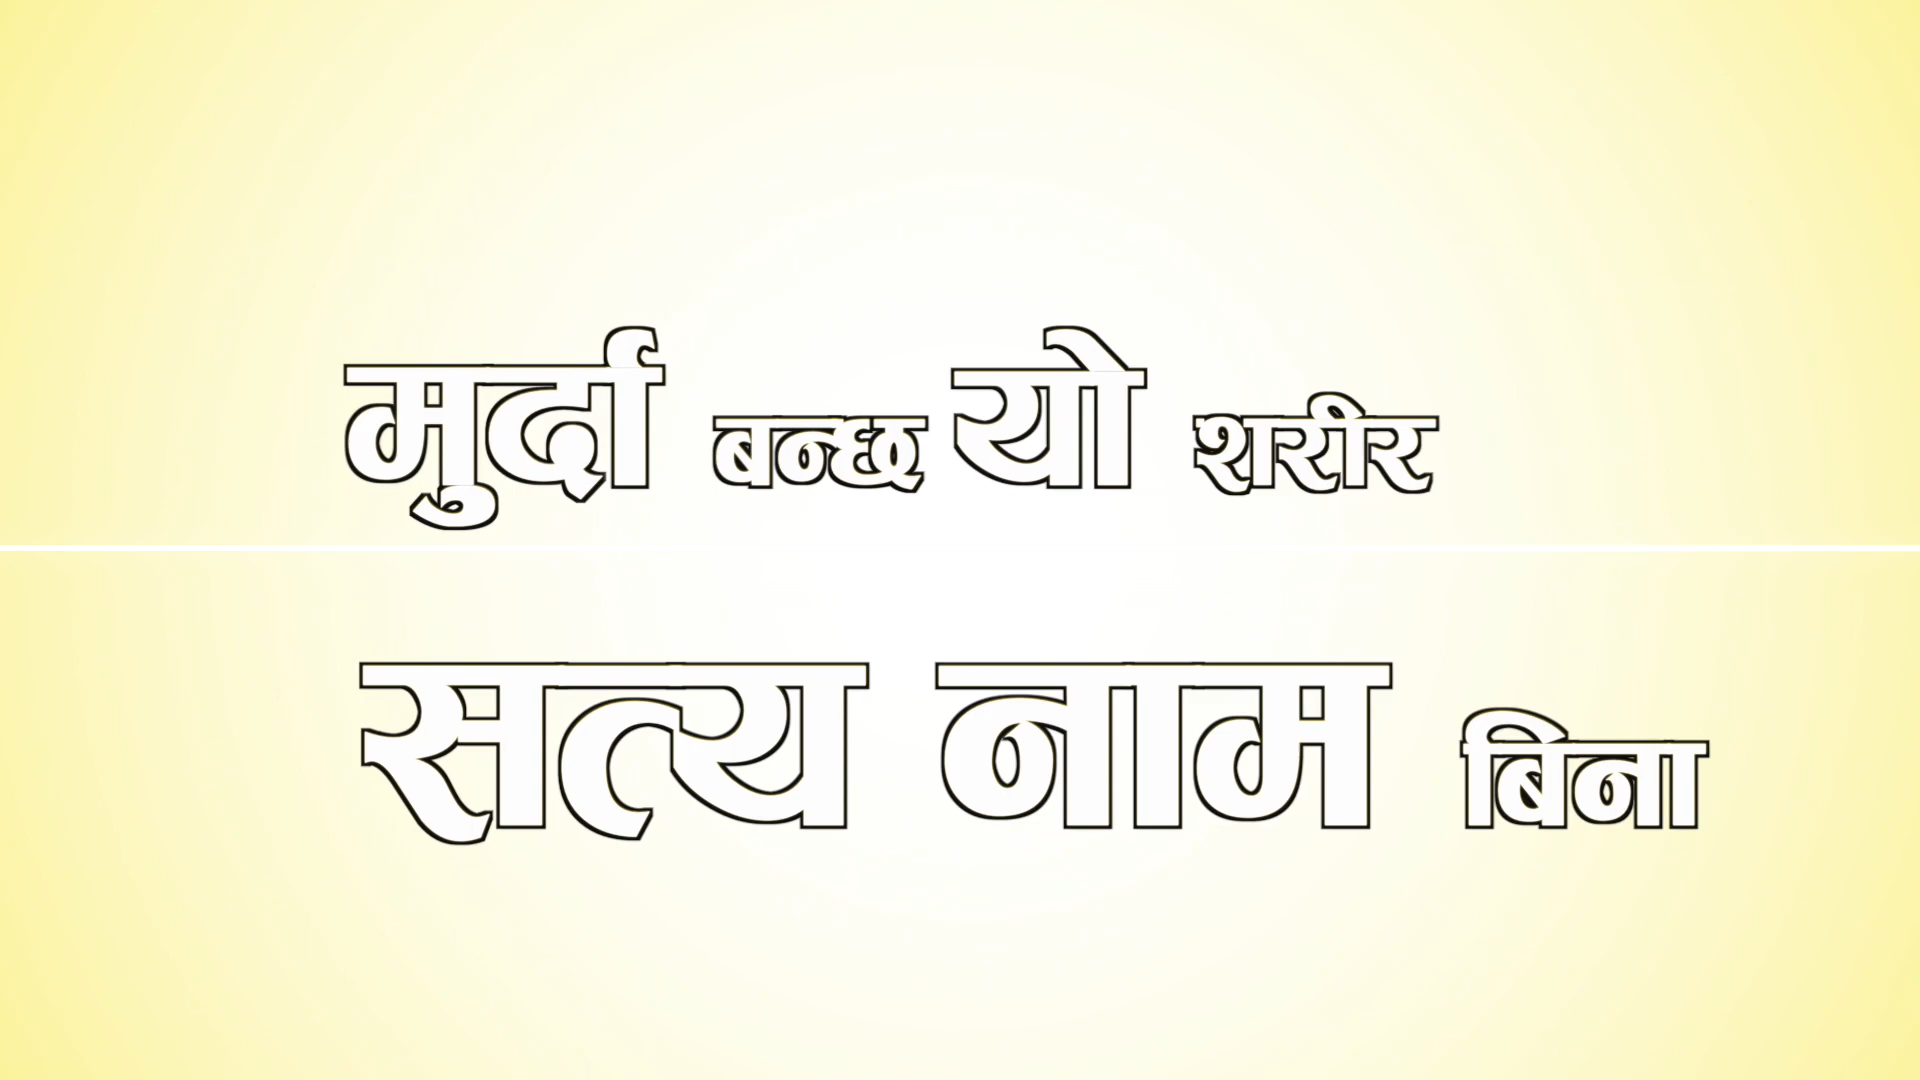 मुर्दा बन्छ यो शरीर
सत्य नाम बिना